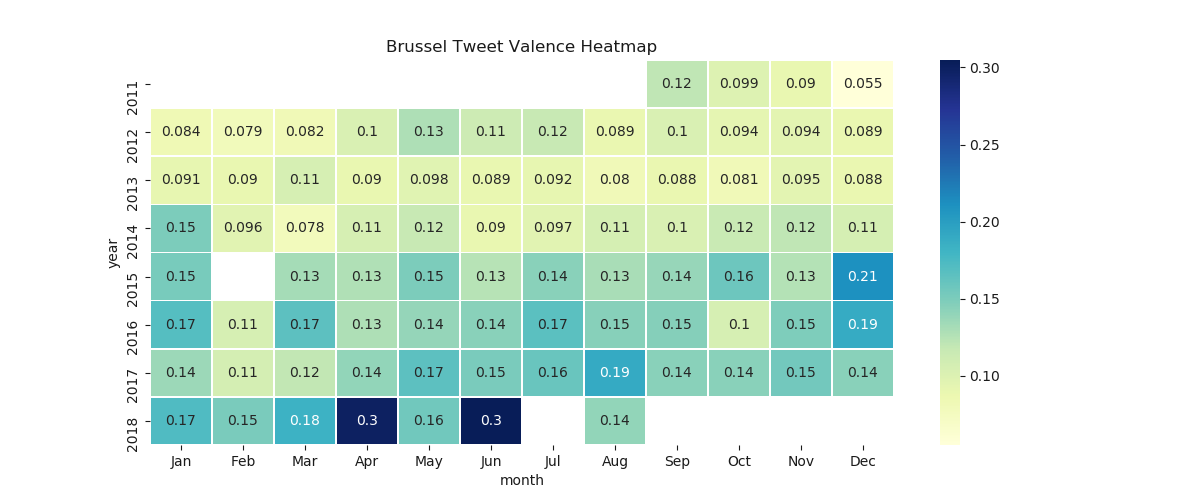 Brussel Tweet Valence Heatmap
year
2011 0.12 0.099 0.09 0.055
2012 0.084 0.079 0.082 0.1 0.13 0.11 0.12 0.089 0.1 0.094 0.094 0.089
2013 0.091 0.09 0.11 0.09 0.098 0.089 0.092 0.08 0.088 0.081 0.095 0.088
2014 0.15 0.096 0.078 0.11 0.12 0.09 0.097 0.11 0.1 0.12 0.12 0.11
2015 0.15 0.13 0.13 0.15 0.13 0.14 0.13 0.14 0.16 0.13 0.21
2016 0.17 0.11 0.17 0.13 0.14 0.14 0.17 0.15 0.15 0.1 0.15 0.19
2017 0.14 0.11 0.12 0.14 0.17 0.15 0.16 0.19 0.14 0.14 0.15 0.14
2018 0.17 0.15 0.18 0.3 0.16 0.3 0.14
Jan Feb Mar Apr May Jun Jul Aug Sep Oct Nov Dec
month
0.30
0.25
0.20
0.15
0.10